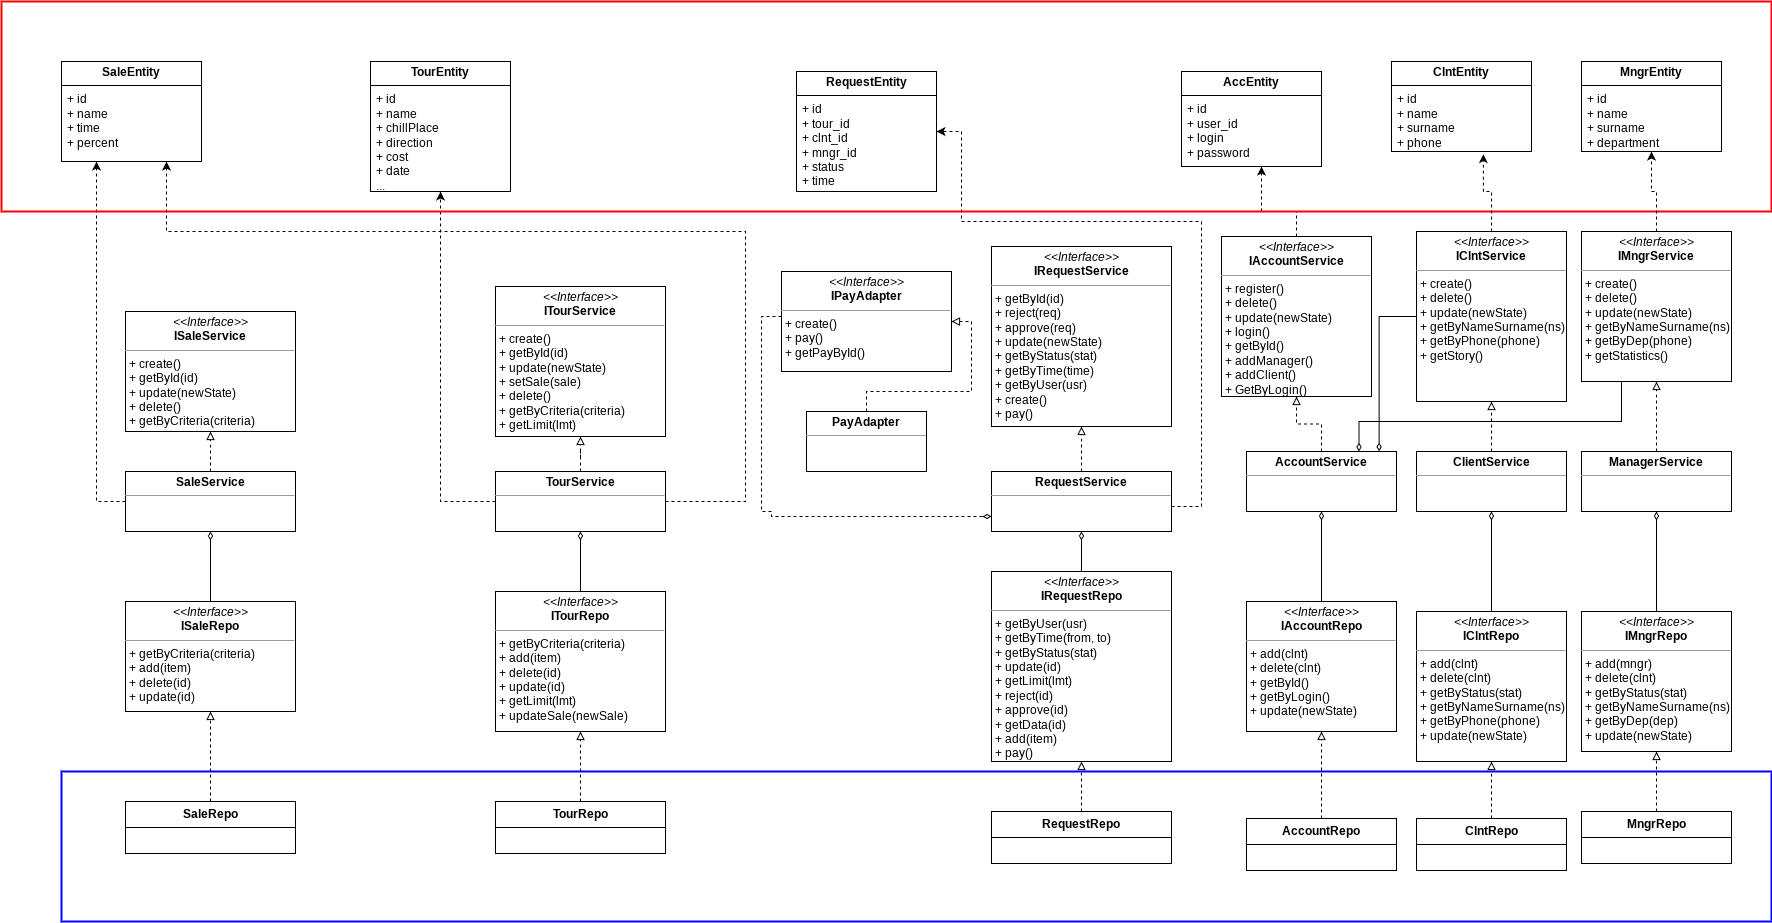 SaleEntity
+ id
+ name
+ time
+ percent
TourEntity
+ id
+ name
+ chillPlace
+ direction
+ cost
+ date
...
RequestEntity
+ id
+ tour_id
+ clnt_id
+ mngr_id
+ status
+ time
AccEntity
+ id
+ user_id
+ login
+ password
ClntEntity
+ id
+ name
+ surname
+ phone
MngrEntity
+ id
+ name
+ surname
+ department
<<Interface>>
ISaleService
+ create()
+ getById(id)
+ update(newState)
+ delete()
+ getByCriteria(criteria)
<<Interface>>
ITourService
+ create()
+ getById(id)
+ update(newState)
+ setSale(sale)
+ delete()
+ getByCriteria(criteria)
+ getLimit(lmt)
<<Interface>>
IPayAdapter
+ create()
+ pay()
+ getPayById()
<<Interface>>
IRequestService
+ getById(id)
+ reject(req)
+ approve(req)
+ update(newState)
+ getByStatus(stat)
+ getByTime(time)
+ getByUser(usr)
+ create()
+ pay()
<<Interface>>
IAccountService
+ register()
+ delete()
+ update(newState)
+ login()
+ getById()
+ addManager()
+ addClient()
+ GetByLogin()
<<Interface>>
IClntService
+ create()
+ delete()
+ update(newState)
+ getByNameSurname(ns)
+ getByPhone(phone)
+ getStory()
<<Interface>>
IMngrService
+ create()
+ delete()
+ update(newState)
+ getByNameSurname(ns)
+ getByDep(phone)
+ getStatistics()
PayAdapter
SaleService
TourService
RequestService
AccountService
ClientService
ManagerService
<<Interface>>
ISaleRepo
+ getByCriteria(criteria)
+ add(item)
+ delete(id)
+ update(id)
<<Interface>>
ITourRepo
+ getByCriteria(criteria)
+ add(item)
+ delete(id)
+ update(id)
+ getLimit(lmt)
+ updateSale(newSale)
<<Interface>>
IRequestRepo
+ getByUser(usr)
+ getByTime(from, to)
+ getByStatus(stat)
+ update(id)
+ getLimit(lmt)
+ reject(id)
+ approve(id)
+ getData(id)
+ add(item)
+ pay()
<<Interface>>
IAccountRepo
+ add(clnt)
+ delete(clnt)
+ getById()
+ getByLogin()
+ update(newState)
<<Interface>>
IClntRepo
+ add(clnt)
+ delete(clnt)
+ getByStatus(stat)
+ getByNameSurname(ns)
+ getByPhone(phone)
+ update(newState)
<<Interface>>
IMngrRepo
+ add(mngr)
+ delete(clnt)
+ getByStatus(stat)
+ getByNameSurname(ns)
+ getByDep(dep)
+ update(newState)
SaleRepo
TourRepo
RequestRepo
AccountRepo
ClntRepo
MngrRepo